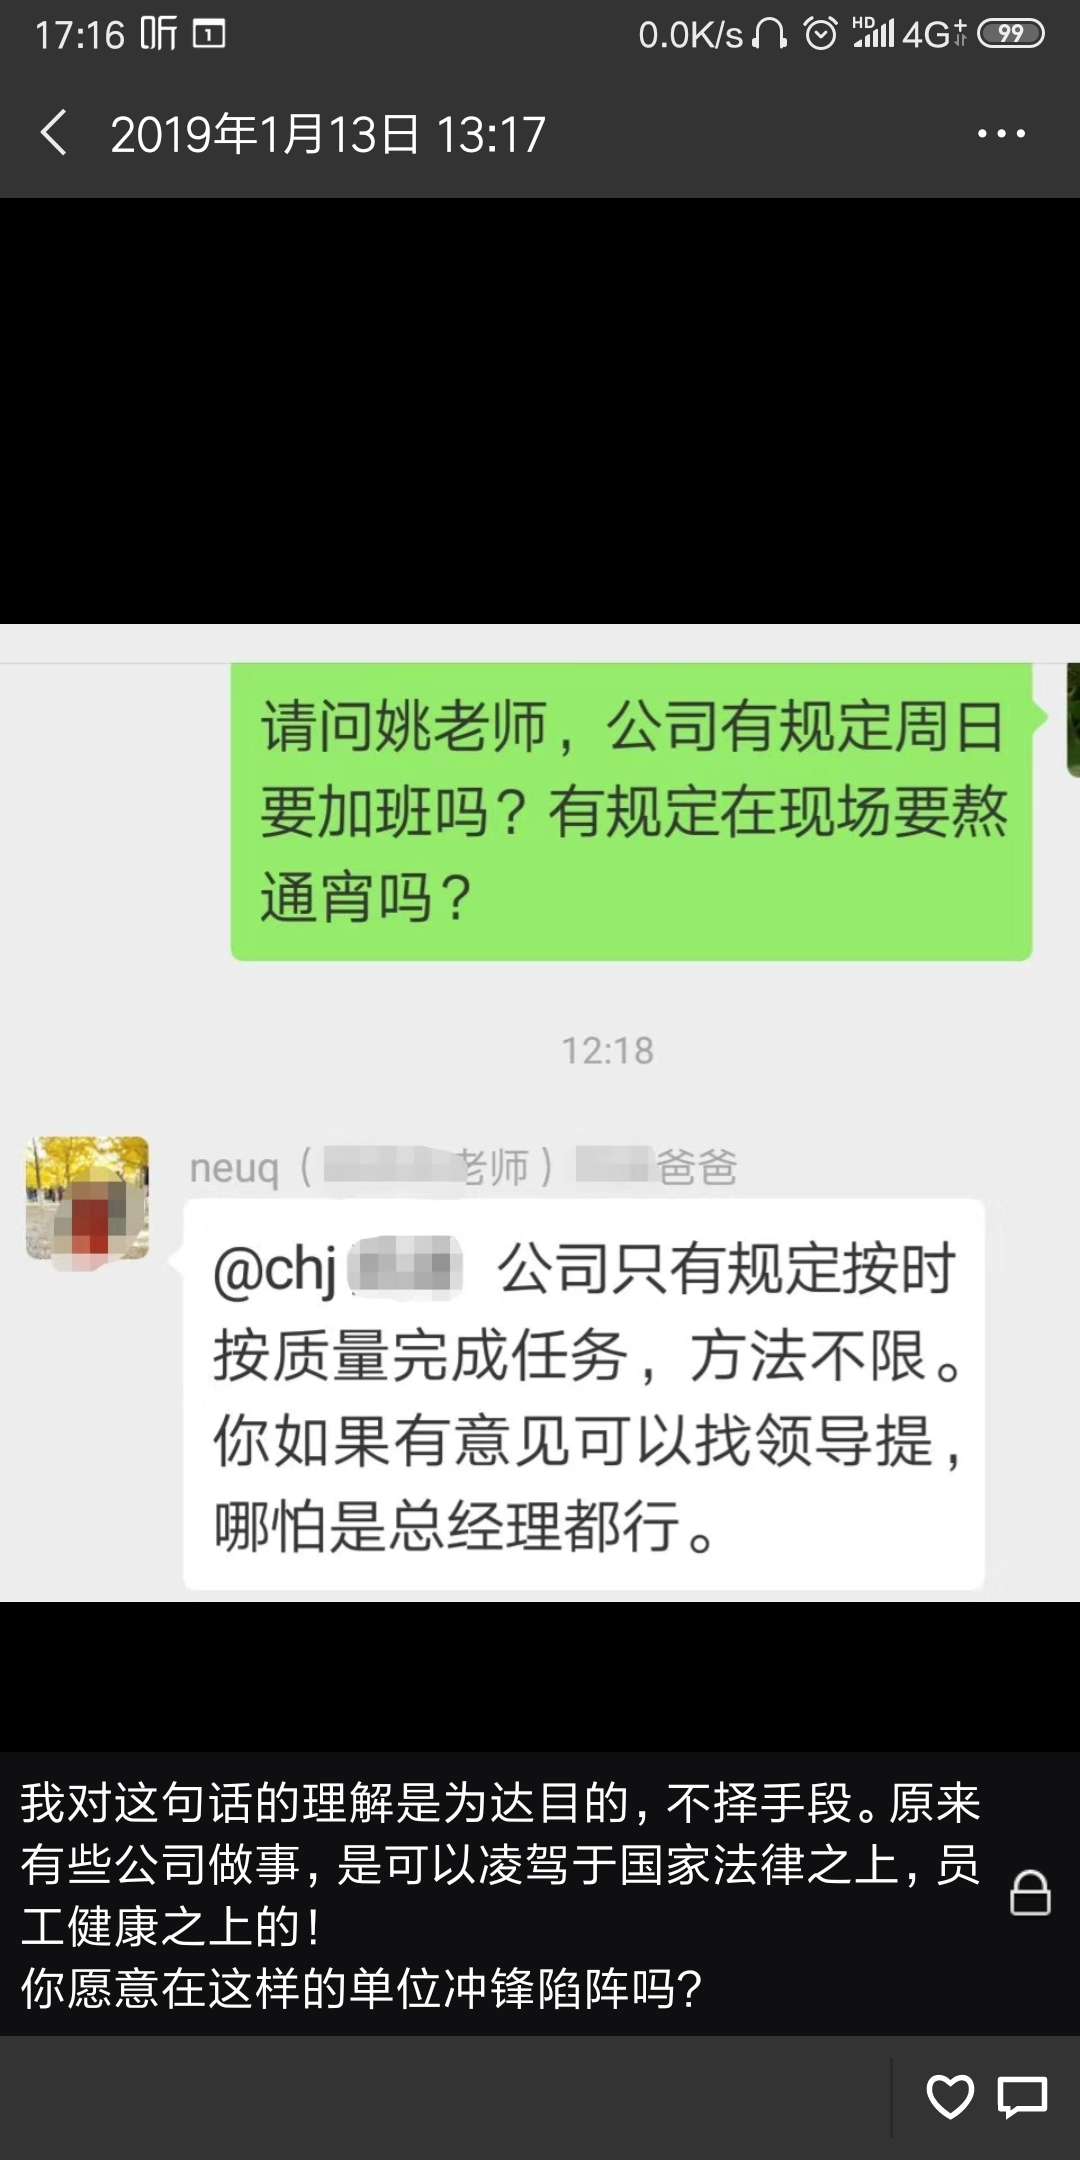 17:16 听 1 0.0K/s HD 4G+ 99
2019年1月13日 13:17
请问姚老师，公司有规定周日
要加班吗？有规定在现场要熬
通宵吗？
12:18
neuq（老师）爸爸
@chj 公司只有规定按时
按质量完成任务，方法不限。
你如果有意见可以找领导提，
哪怕是总经理都行。
我对这句话的理解是为达目的，不择手段。原来
有些公司做事，是可以凌驾于国家法律之上，员
工健康之上的！
你愿意在这样的单位冲锋陷阵吗？